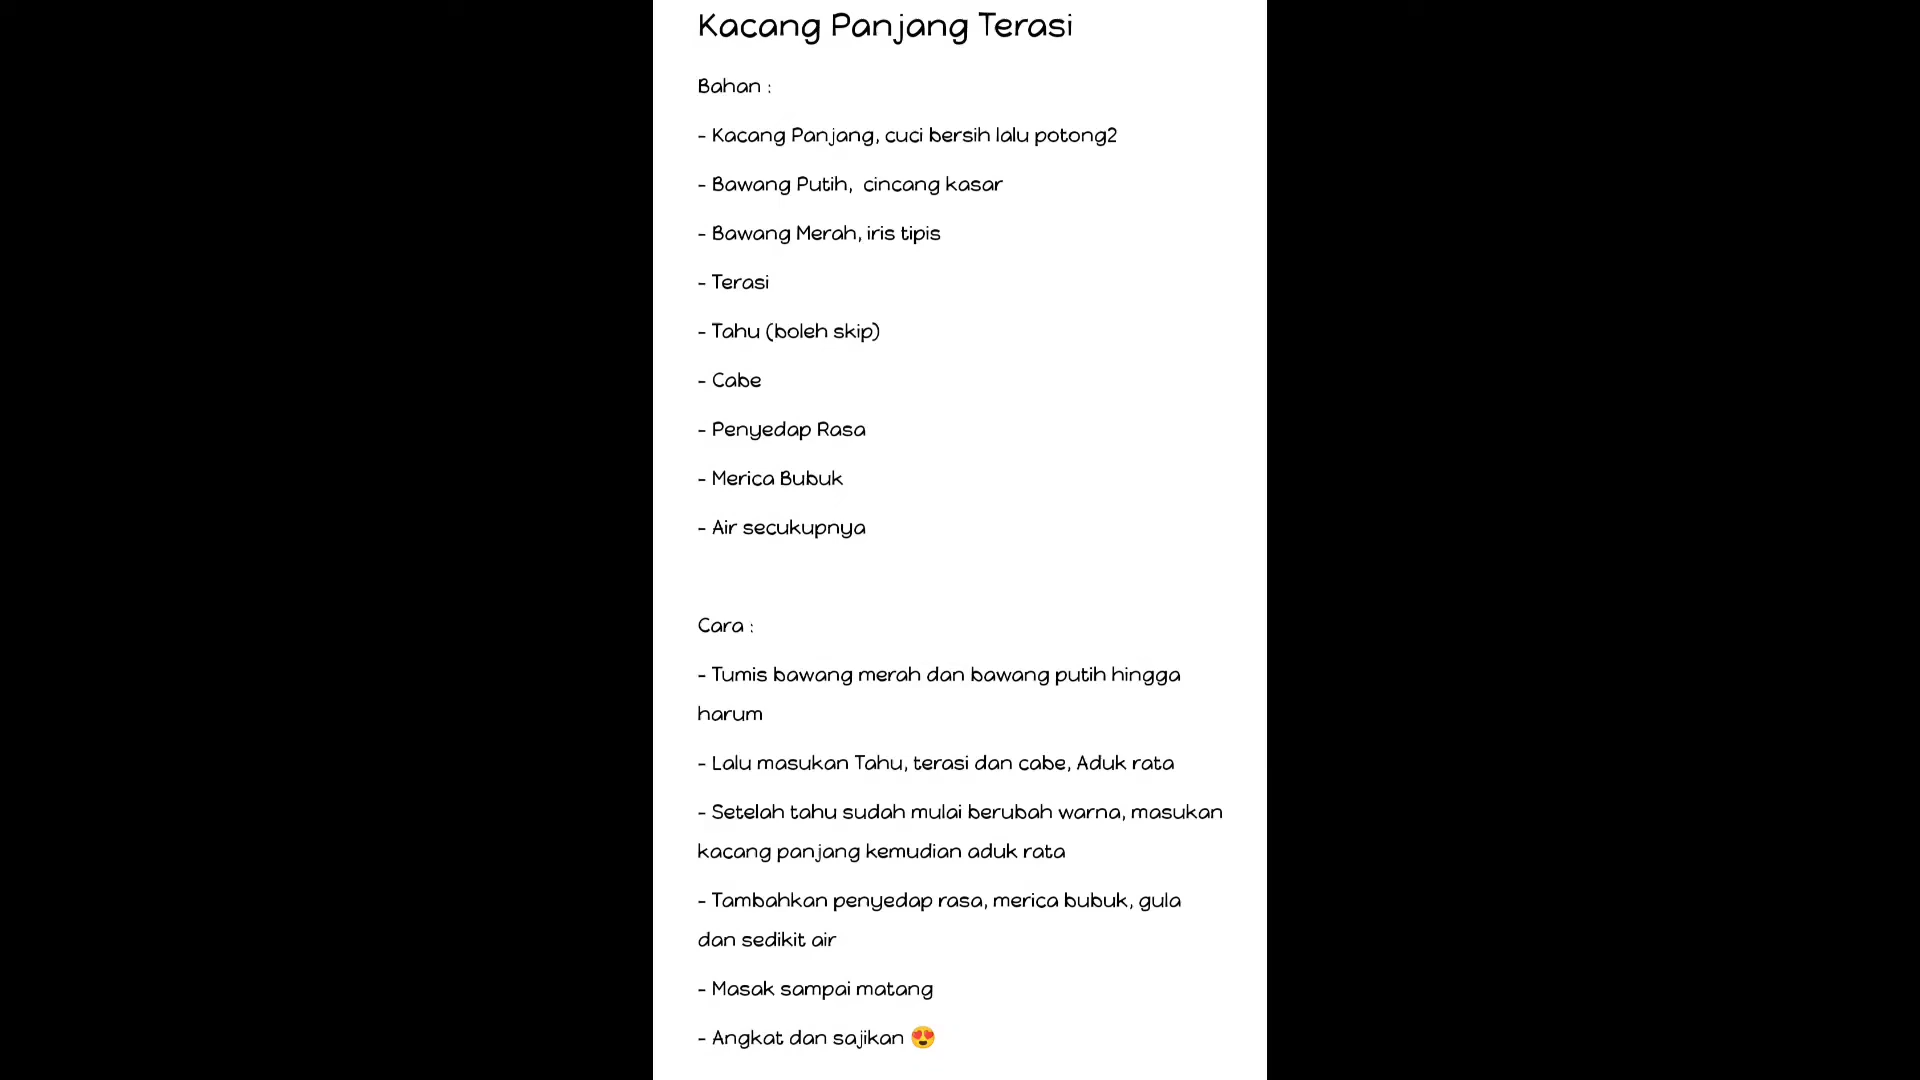 Kacang Panjang Terasi
Bahan :
- Kacang Panjang, cuci bersih lalu potong2
- Bawang Putih,  cincang kasar
- Bawang Merah, iris tipis
- Terasi
- Tahu (boleh skip)
- Cabe
- Penyedap Rasa
- Merica Bubuk
- Air secukupnya
Cara :
- Tumis bawang merah dan bawang putih hingga
harum
- Lalu masukan Tahu, terasi dan cabe, Aduk rata
- Setelah tahu sudah mulai berubah warna, masukan
kacang panjang kemudian aduk rata
- Tambahkan penyedap rasa, merica bubuk, gula
dan sedikit air
- Masak sampai matang
- Angkat dan sajikan 😍